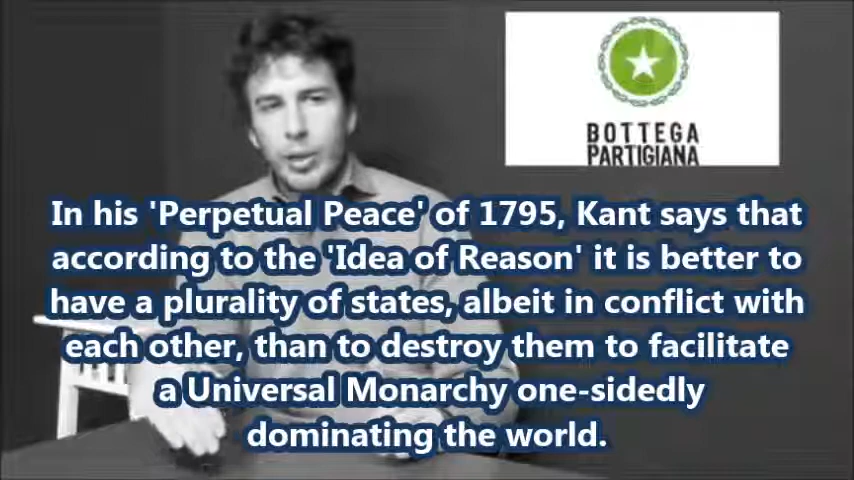 BOTTEGA
PARTIGIANA
In his 'Perpetual Peace' of 1795, Kant says that
according to the 'Idea of Reason' it is better to
have a plurality of states, albeit in conflict with
each other, than to destroy them to facilitate
a Universal Monarchy one-sidedly
dominating the world.